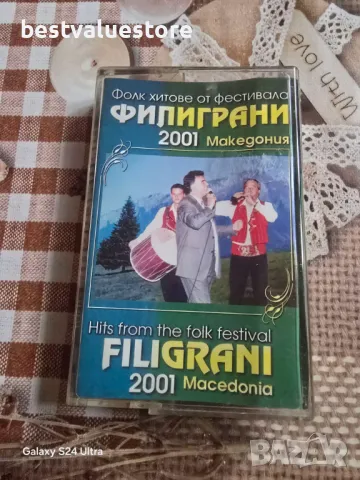 bestvaluestore
Фолк хитове от фестивала
ФИЛИГРАНИ
2001 Македония
With love
Hits from the folk festival
FILIGRANI
2001 Macedonia
Galaxy S24 Ultra
bazar